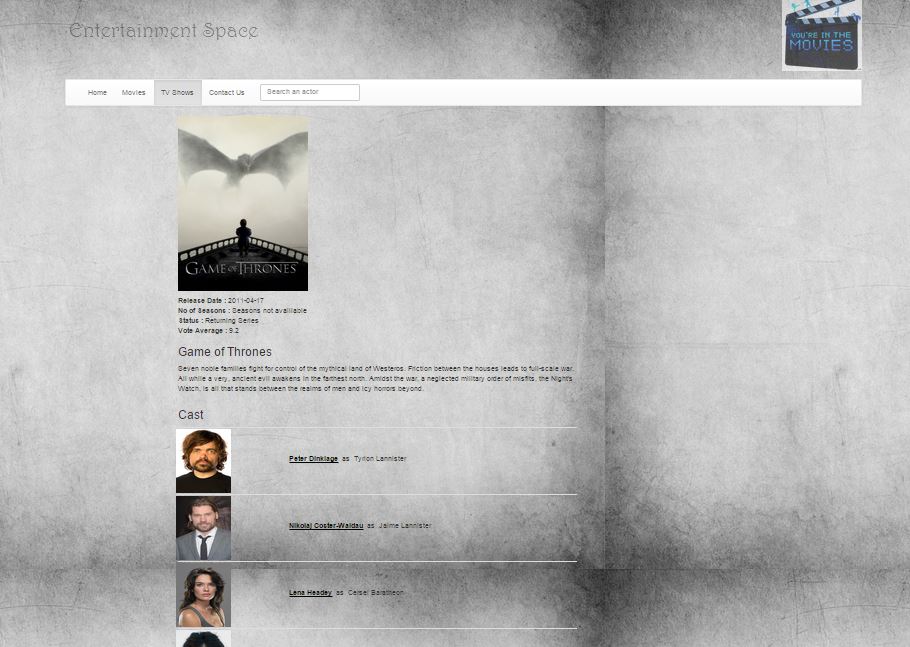 Entertainment Space
YOU'RE IN THE
MOVIES
Home Movies TV Shows Contact Us Search an actor
GAME OF THRONES
Release Date : 2011-04-17
No of Seasons : Seasons not available
Status : Returning Series
Vote Average : 9.2
Game of Thrones
Seven noble families fight for control of the mythical land of Westeros. Friction between the houses leads to full-scale war.
All while a very, ancient evil awakens in the farthest north. Amidst the war, a neglected military order of misfits, the Night's
Watch, is all that stands between the realms of men and icy horrors beyond.
Cast
Peter Dinklage as Tyrion Lannister
Nikolaj Coster-Waldau as Jaime Lannister
Lena Headey as Cersei Baratheon